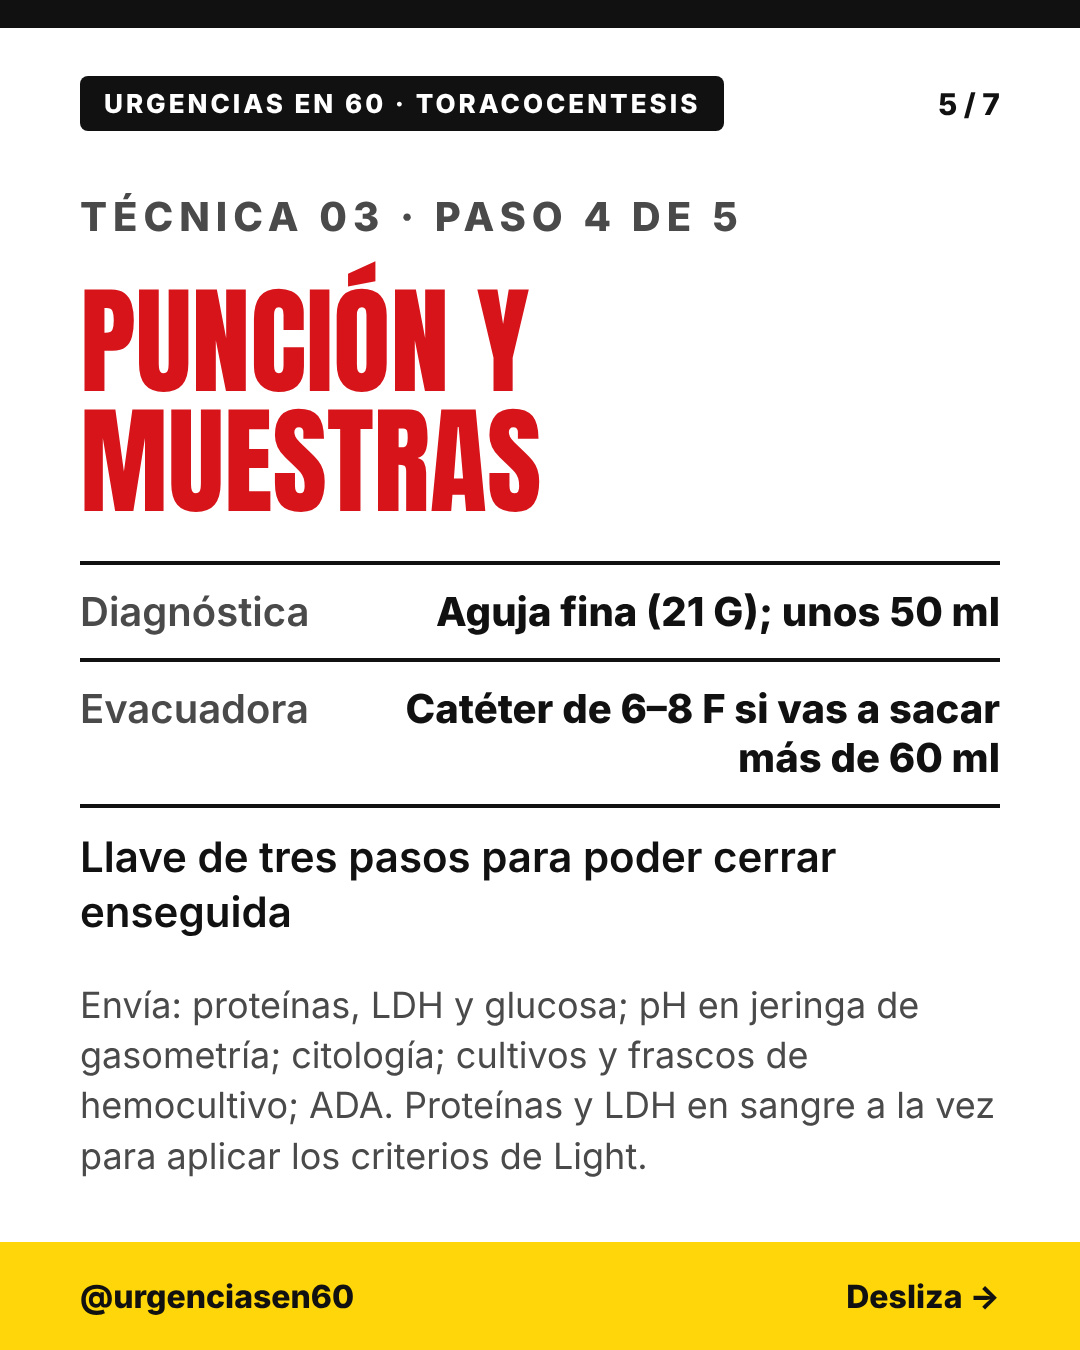 URGENCIAS EN 60 · TORACOCENTESIS
5 / 7
TÉCNICA 03 · PASO 4 DE 5
PUNCIÓN Y
MUESTRAS
Diagnóstica
Aguja fina (21 G); unos 50 ml
Evacuadora
Catéter de 6–8 F si vas a sacar
más de 60 ml
Llave de tres pasos para poder cerrar
enseguida
Envía: proteínas, LDH y glucosa; pH en jeringa de
gasometría; citología; cultivos y frascos de
hemocultivo; ADA. Proteínas y LDH en sangre a la vez
para aplicar los criterios de Light.
@urgenciasen60
Desliza →